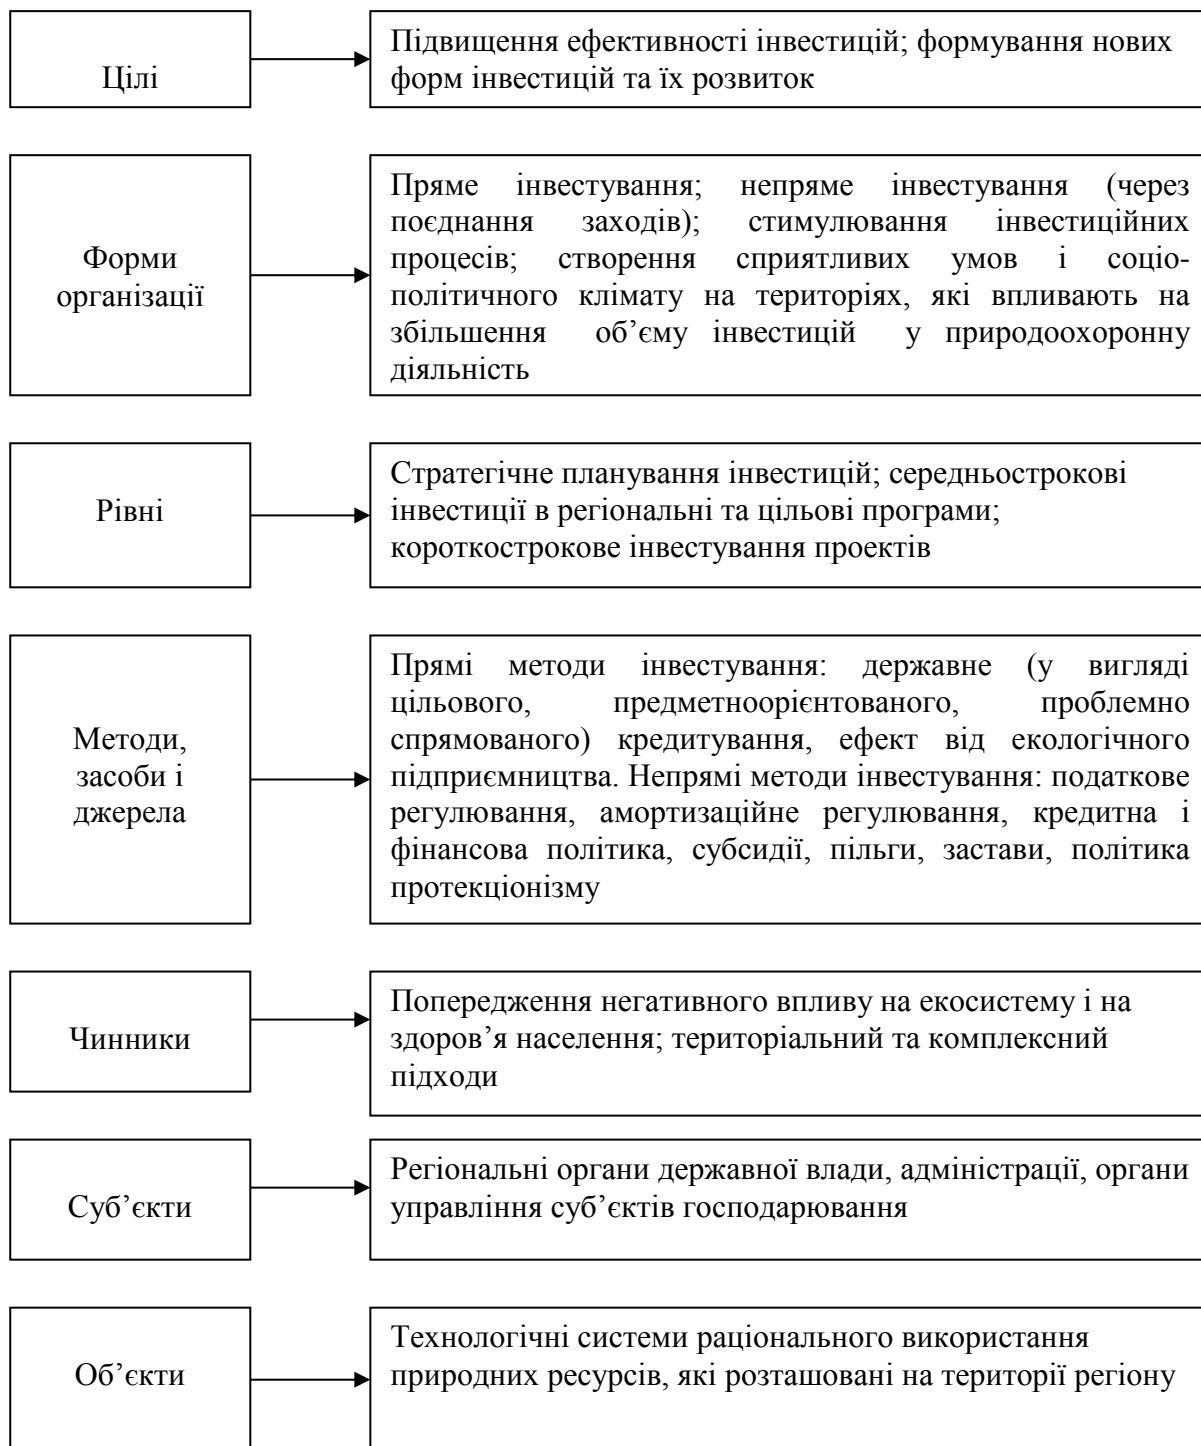 Цілі
Підвищення ефективності інвестицій; формування нових
форм інвестицій та їх розвиток
Форми
організації
Пряме інвестування; непряме інвестування (через
поєднання заходів); стимулювання інвестиційних
процесів; створення сприятливих умов і соціо-
політичного клімату на територіях, які впливають на
збільшення об’єму інвестицій у природоохоронну
діяльність
Рівні
Стратегічне планування інвестицій; середньострокові
інвестиції в регіональні та цільові програми;
короткострокове інвестування проектів
Методи,
засоби і
джерела
Прямі методи інвестування: державне (у вигляді
цільового, предметноорієнтованого, проблемно
спрямованого) кредитування, ефект від екологічного
підприємництва. Непрямі методи інвестування: податкове
регулювання, амортизаційне регулювання, кредитна і
фінансова політика, субсидії, пільги, застави, політика
протекціонізму
Чинники
Попередження негативного впливу на екосистему і на
здоров’я населення; територіальний та комплексний
підходи
Суб’єкти
Регіональні органи державної влади, адміністрації, органи
управління суб’єктів господарювання
Об’єкти
Технологічні системи раціонального використання
природних ресурсів, які розташовані на території регіону